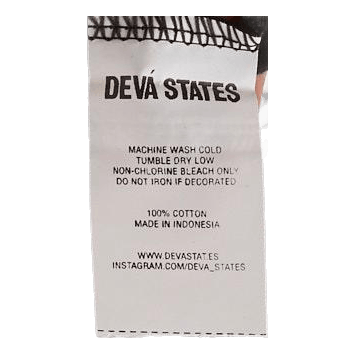 DEVÁ STATES
MACHINE WASH COLD
TUMBLE DRY LOW
NON-CHLORINE BLEACH ONLY
DO NOT IRON IF DECORATED
100% COTTON
MADE IN INDONESIA
WWW.DEVASTAT.ES
INSTAGRAM.COM/DEVA_STATES